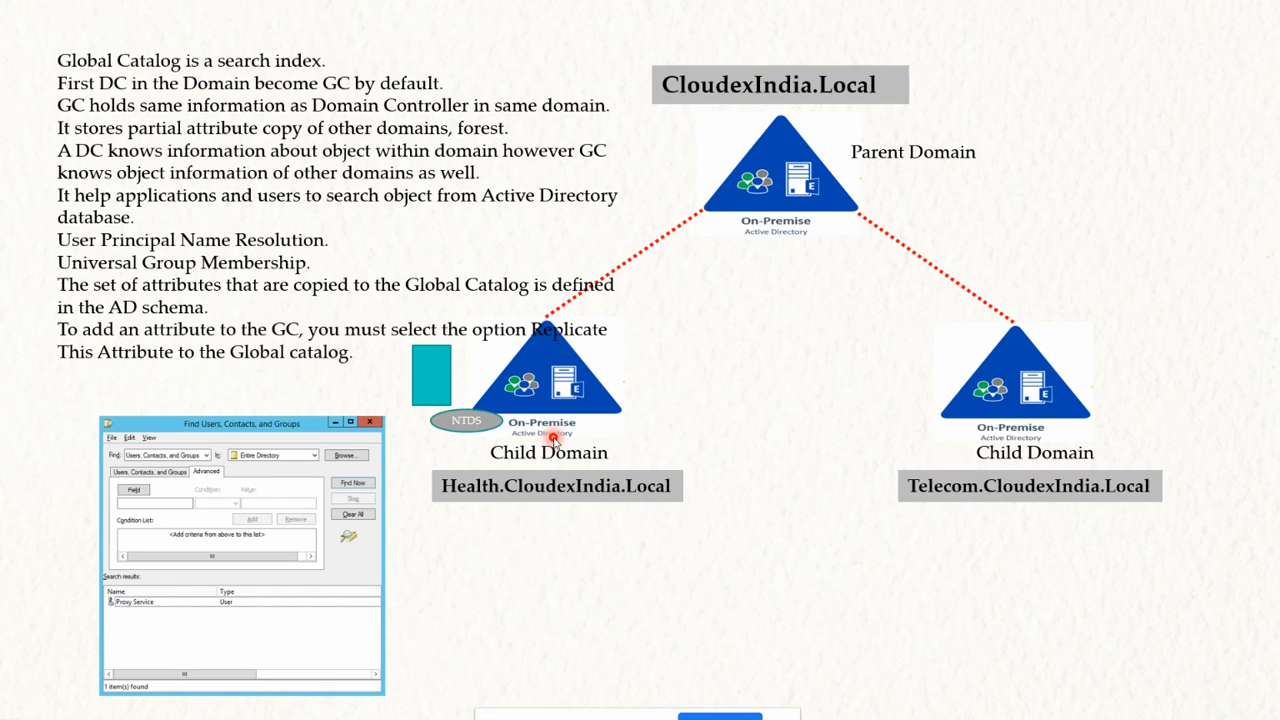 Global Catalog is a search index.
First DC in the Domain become GC by default.
GC holds same information as Domain Controller in same domain.
It stores partial attribute copy of other domains, forest.
A DC knows information about object within domain however GC
knows object information of other domains as well.
It help applications and users to search object from Active Directory
database.
User Principal Name Resolution.
Universal Group Membership.
The set of attributes that are copied to the Global Catalog is defined
in the AD schema.
To add an attribute to the GC, you must select the option Replicate
This Attribute to the Global catalog.
CloudexIndia.Local
Parent Domain
On-Premise
Active Directory
NTDS
On-Premise
Active Directory
Child Domain
Health.CloudexIndia.Local
On-Premise
Active Directory
Child Domain
Telecom.CloudexIndia.Local
Find Users, Contacts, and Groups
File Edit View
Find: Users, Contacts, and Groups In: Entire Directory Browse...
Users, Contacts, and Groups Advanced
Field Condition: Value:
Find Now
Stop
Clear All
Condition List: Add Remove
<Add criteria from above to this list>
Search results:
Name Type
Proxy Service User
1 item(s) found